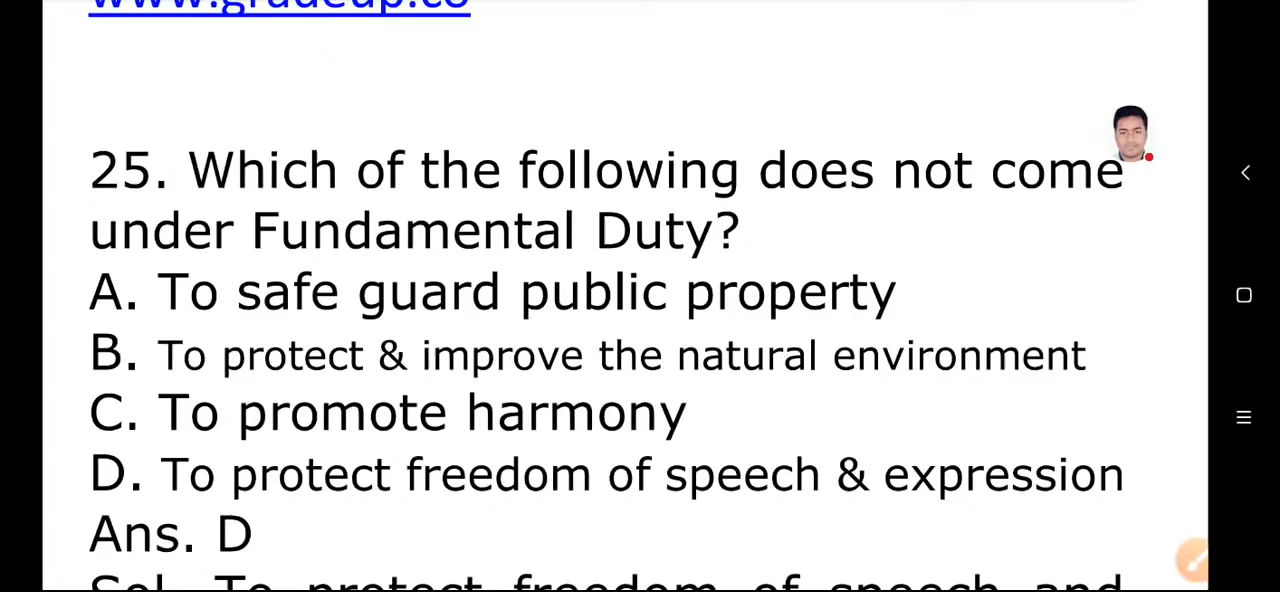 www.gradeup.co
25. Which of the following does not come
under Fundamental Duty?
A. To safe guard public property
B. To protect & improve the natural environment
C. To promote harmony
D. To protect freedom of speech & expression
Ans. D
Sol. To protect freedom of speech and